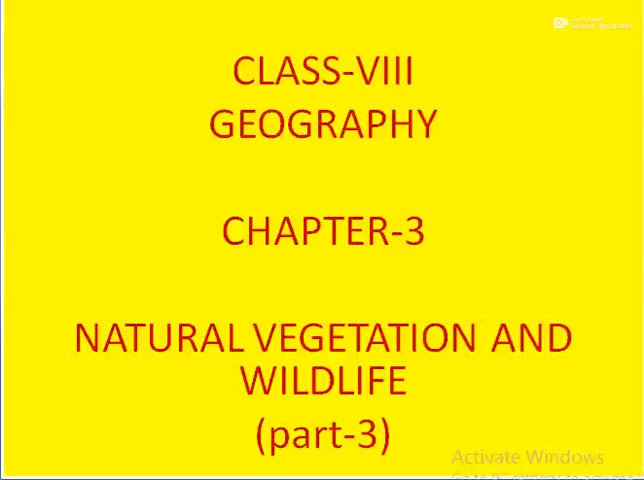 CLASS-VIII
GEOGRAPHY
CHAPTER-3
NATURAL VEGETATION AND
WILDLIFE
(part-3)
Activate Windows